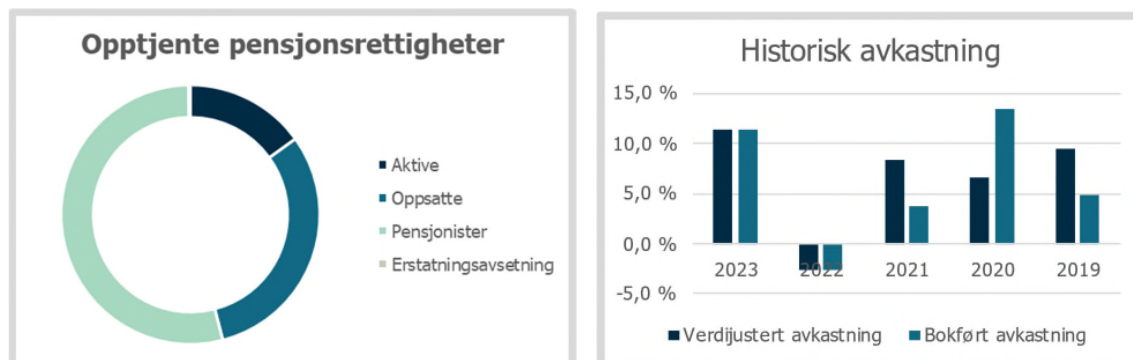 Opptjente pensjonsrettigheter
Aktive
Oppsatte
Pensjonister
Erstatningsavsetning
Historisk avkastning
15,0 %
10,0 %
5,0 %
0,0 %
-5,0 %
2023 2022 2021 2020 2019
Verdijustert avkastning Bokført avkastning